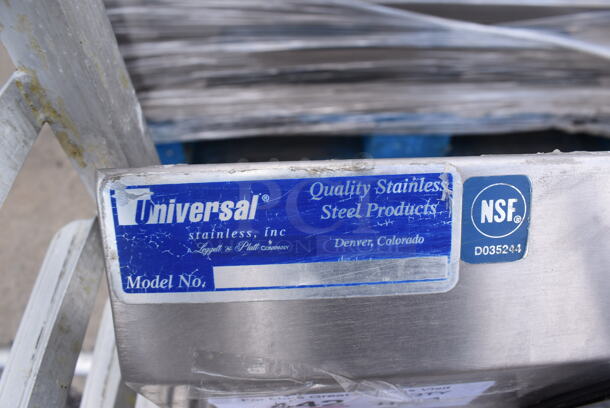 Universal®
stainless, inc
A Leggett & Platt COMPANY
Quality Stainless
Steel Products
Denver, Colorado
Model No.
NSF®
D035244